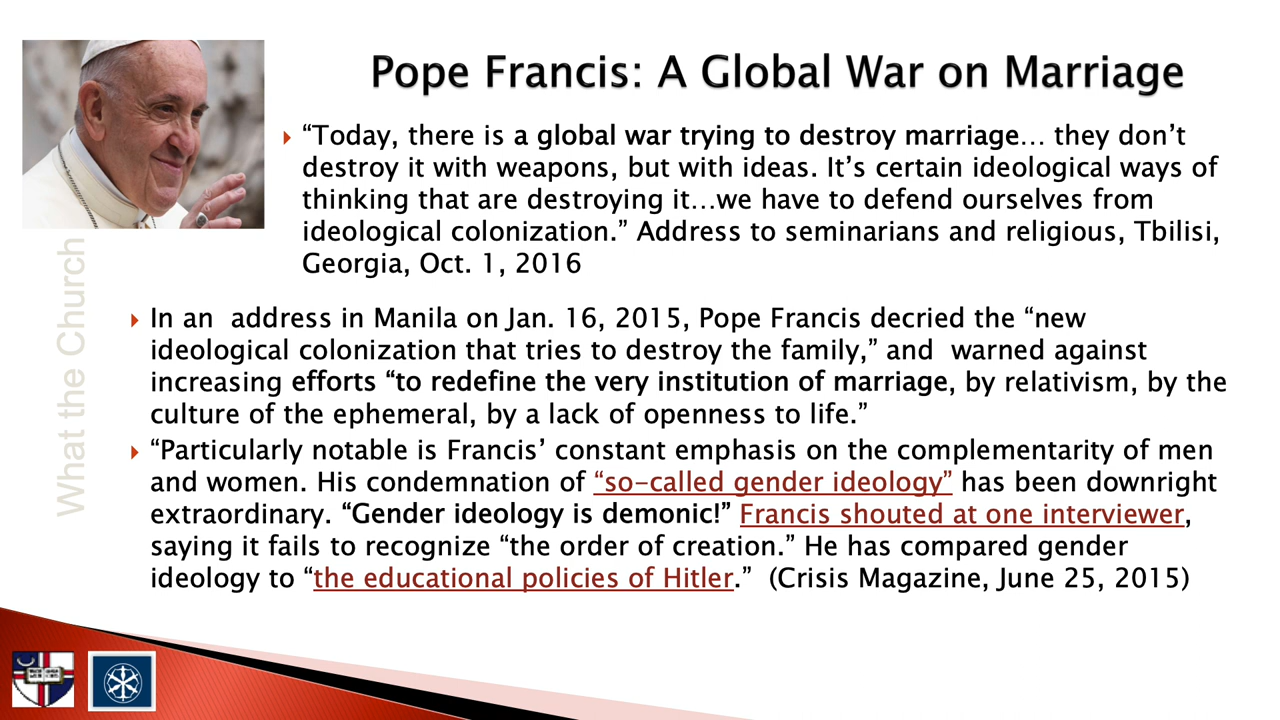 Pope Francis: A Global War on Marriage
“Today, there is a global war trying to destroy marriage… they don’t
destroy it with weapons, but with ideas. It’s certain ideological ways of
thinking that are destroying it…we have to defend ourselves from
ideological colonization.” Address to seminarians and religious, Tbilisi,
Georgia, Oct. 1, 2016
What the Church
In an  address in Manila on Jan. 16, 2015, Pope Francis decried the “new
ideological colonization that tries to destroy the family,” and  warned against
increasing efforts “to redefine the very institution of marriage, by relativism, by the
culture of the ephemeral, by a lack of openness to life.”
“Particularly notable is Francis’ constant emphasis on the complementarity of men
and women. His condemnation of “so-called gender ideology” has been downright
extraordinary. “Gender ideology is demonic!” Francis shouted at one interviewer,
saying it fails to recognize “the order of creation.” He has compared gender
ideology to “the educational policies of Hitler.”  (Crisis Magazine, June 25, 2015)